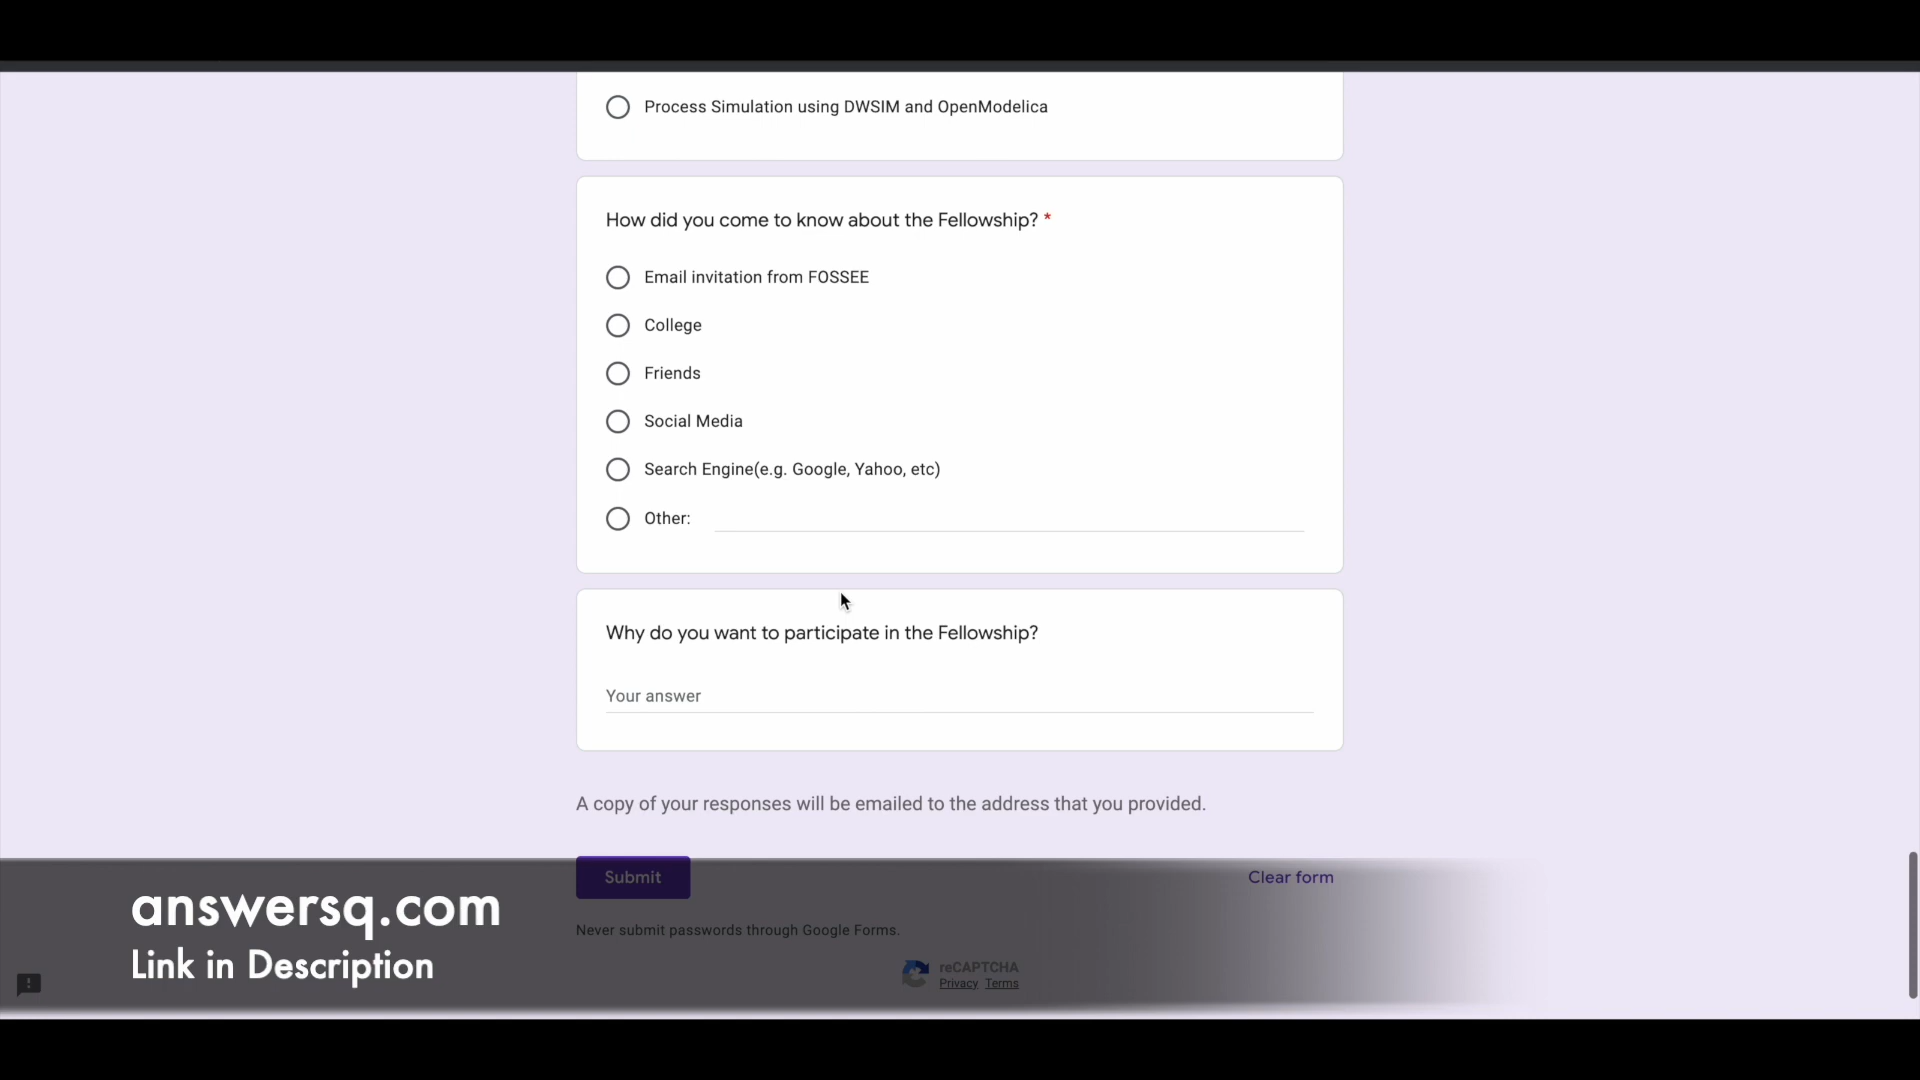 Process Simulation using DWSIM and OpenModelica
How did you come to know about the Fellowship? *
Email invitation from FOSSEE
College
Friends
Social Media
Search Engine(e.g. Google, Yahoo, etc)
Other:
Why do you want to participate in the Fellowship?
Your answer
A copy of your responses will be emailed to the address that you provided.
Submit
Clear form
answersq.com
Link in Description
Never submit passwords through Google Forms.
reCAPTCHA
Privacy Terms